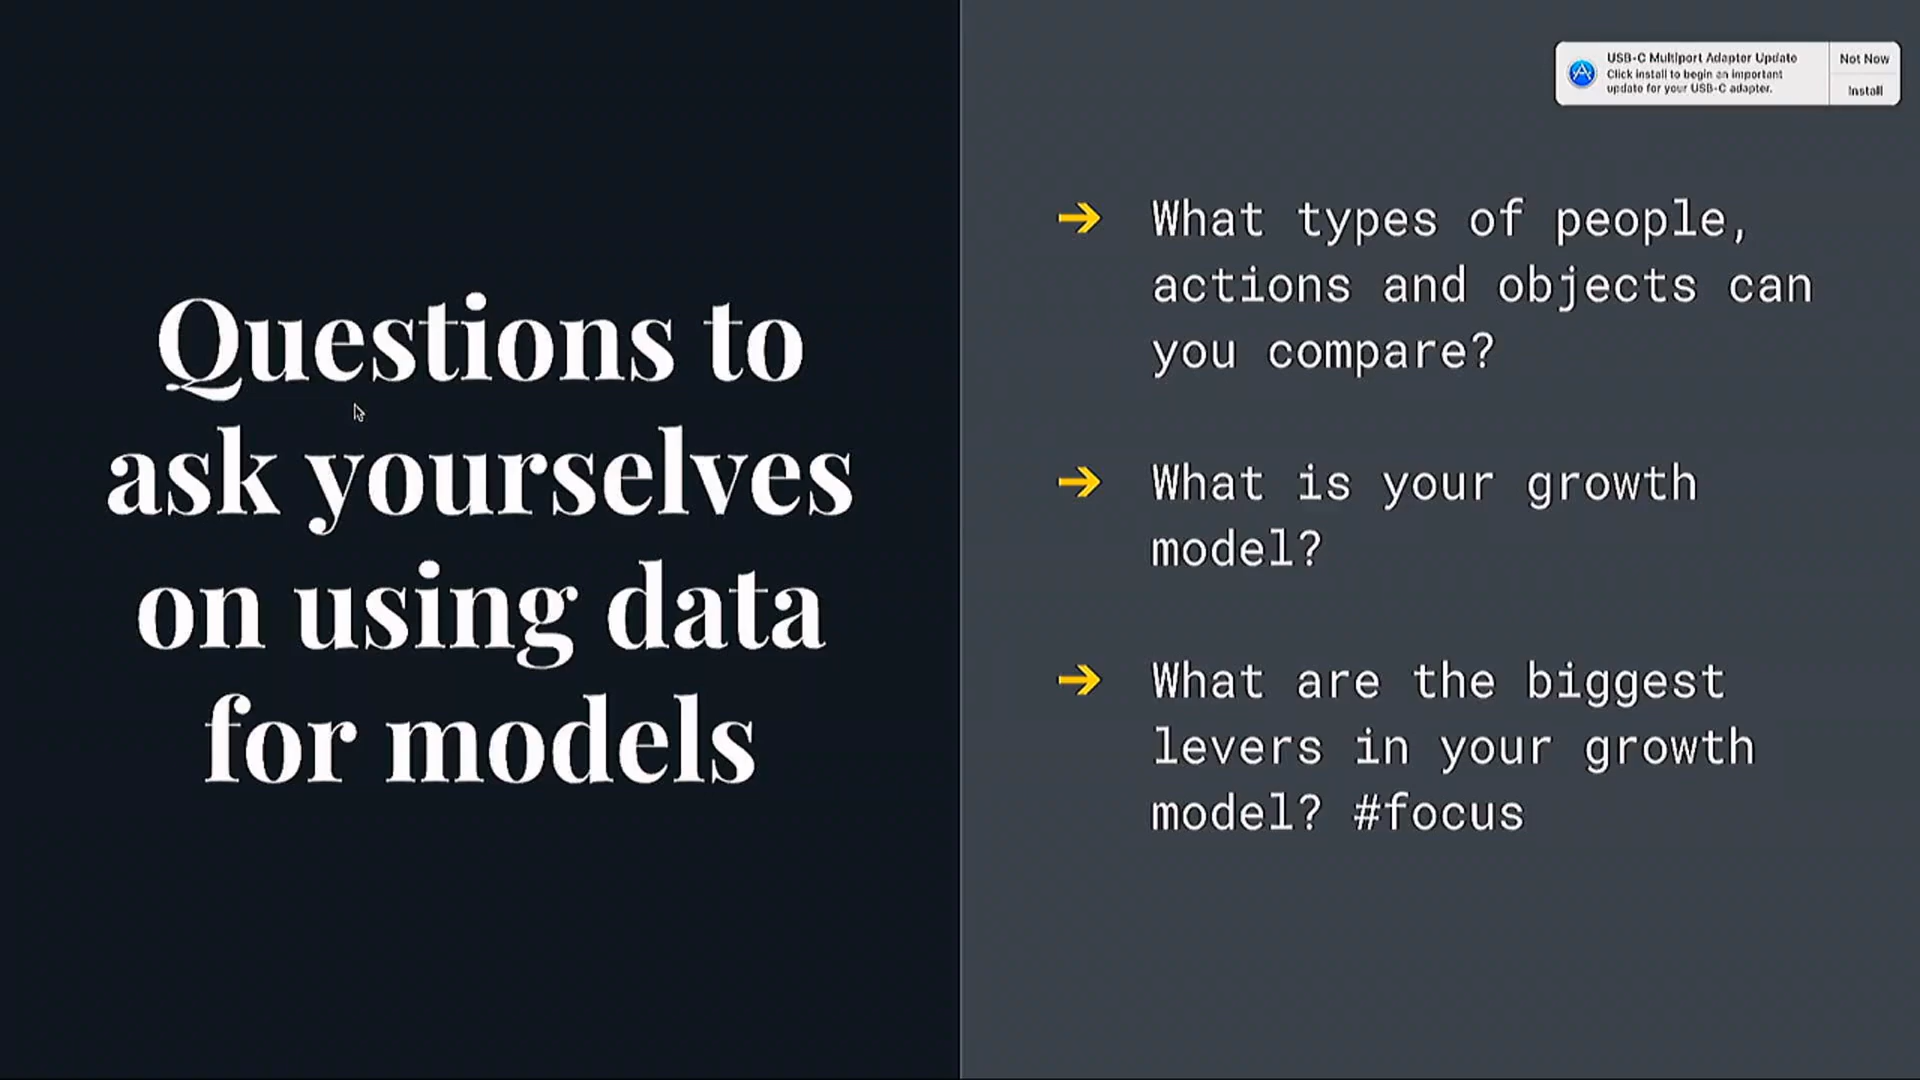 Questions to
ask yourselves
on using data
for models
USB-C Multiport Adapter Update
Click install to begin an important
update for your USB-C adapter.
Not Now
Install
→ What types of people,
actions and objects can
you compare?
→ What is your growth
model?
→ What are the biggest
levers in your growth
model? #focus